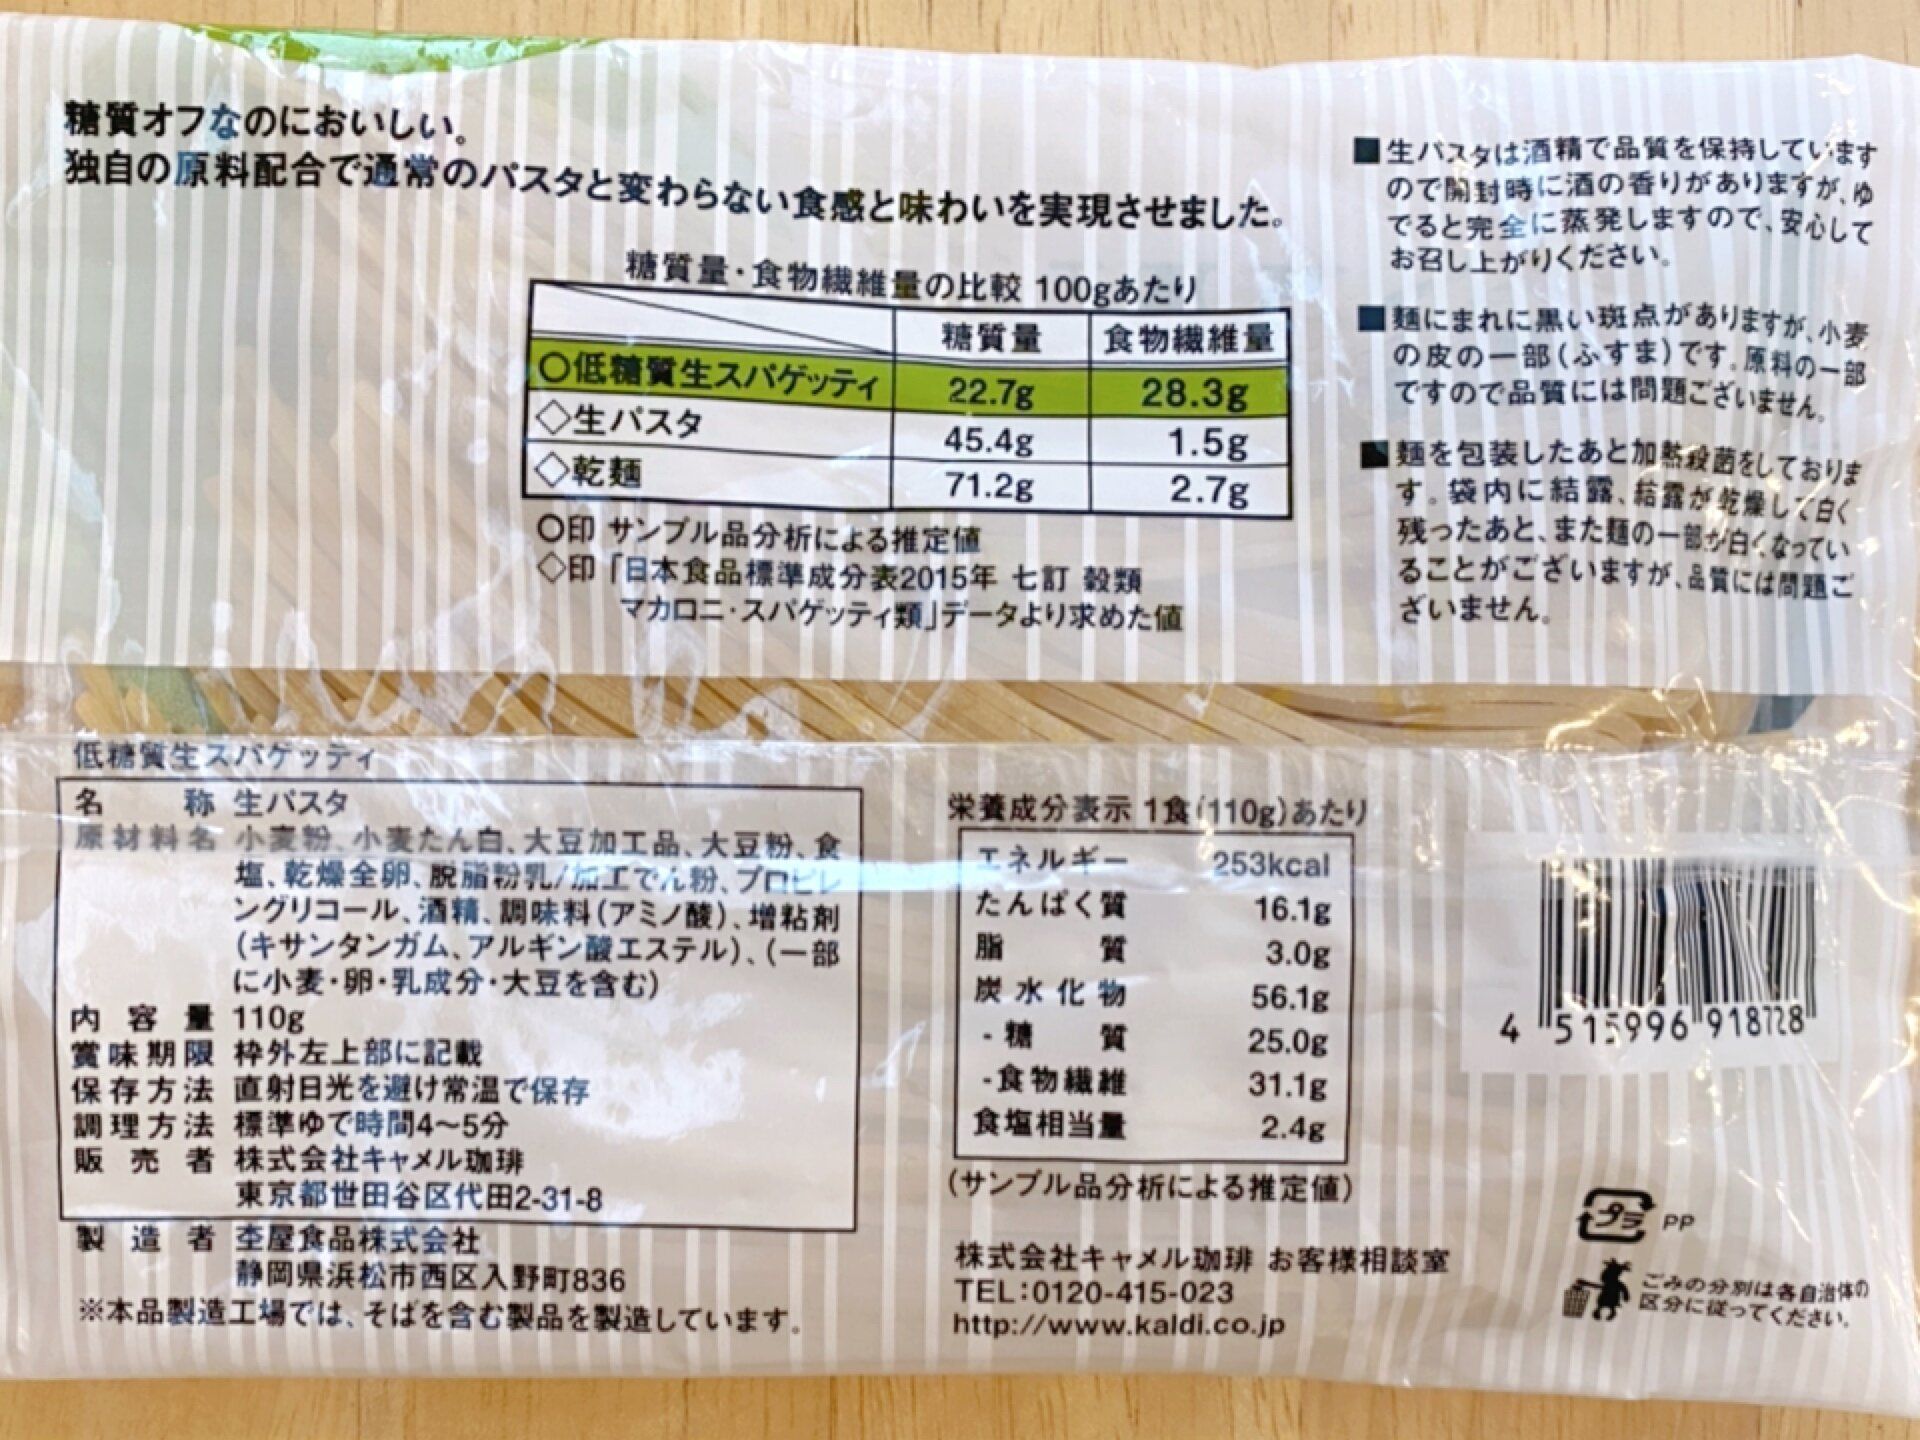 糖質オフなのにおいしい。
独自の原料配合で通常のパスタと変わらない食感と味わいを実現させました。
糖質量・食物繊維量の比較 100gあたり
糖質量 食物繊維量
○低糖質生スパゲッティ 22.7g 28.3g
◇生パスタ 45.4g 1.5g
◇乾麺 71.2g 2.7g
○印 サンプル品分析による推定値
◇印「日本食品標準成分表2015年 七訂 穀類
マカロニ・スパゲッティ類」データより求めた値
■生パスタは酒精で品質を保持しています
ので開封時に酒の香りがありますが、ゆ
でると完全に蒸発しますので、安心して
お召し上がりください。
■麺にまれに黒い斑点がありますが、小麦
の皮の一部(ふすま)です。原料の一部
ですので品質には問題ございません。
■麺を包装したあと加熱殺菌をしておりま
す。袋内に結露、結露が乾燥して白く
残ったあと、また麺の一部が白くなってい
ることがございますが、品質には問題ご
ざいません。
低糖質生スパゲッティ
名称 生パスタ
原材料名 小麦粉、小麦たん白、大豆加工品、大豆粉、食
塩、乾燥全卵、脱脂粉乳/加工でん粉、プロピレ
ングリコール、酒精、調味料(アミノ酸)、増粘剤
(キサンタンガム、アルギン酸エステル)、(一部
に小麦・卵・乳成分・大豆を含む)
内容量 110g
賞味期限 枠外左上部に記載
保存方法 直射日光を避け常温で保存
調理方法 標準ゆで時間4〜5分
販売者 株式会社キャメル珈琲
東京都世田谷区代田2-31-8
製造者 杢屋食品株式会社
静岡県浜松市西区入野町836
※本品製造工場では、そばを含む製品を製造しています。
栄養成分表示 1食(110g)あたり
エネルギー 253kcal
たんぱく質 16.1g
脂質 3.0g
炭水化物 56.1g
-糖質 25.0g
-食物繊維 31.1g
食塩相当量 2.4g
(サンプル品分析による推定値)
株式会社キャメル珈琲 お客様相談室
TEL:0120-415-023
http://www.kaldi.co.jp
4 515996 918728
プラ PP
ごみの分別は各自治体の
区分に従ってください。